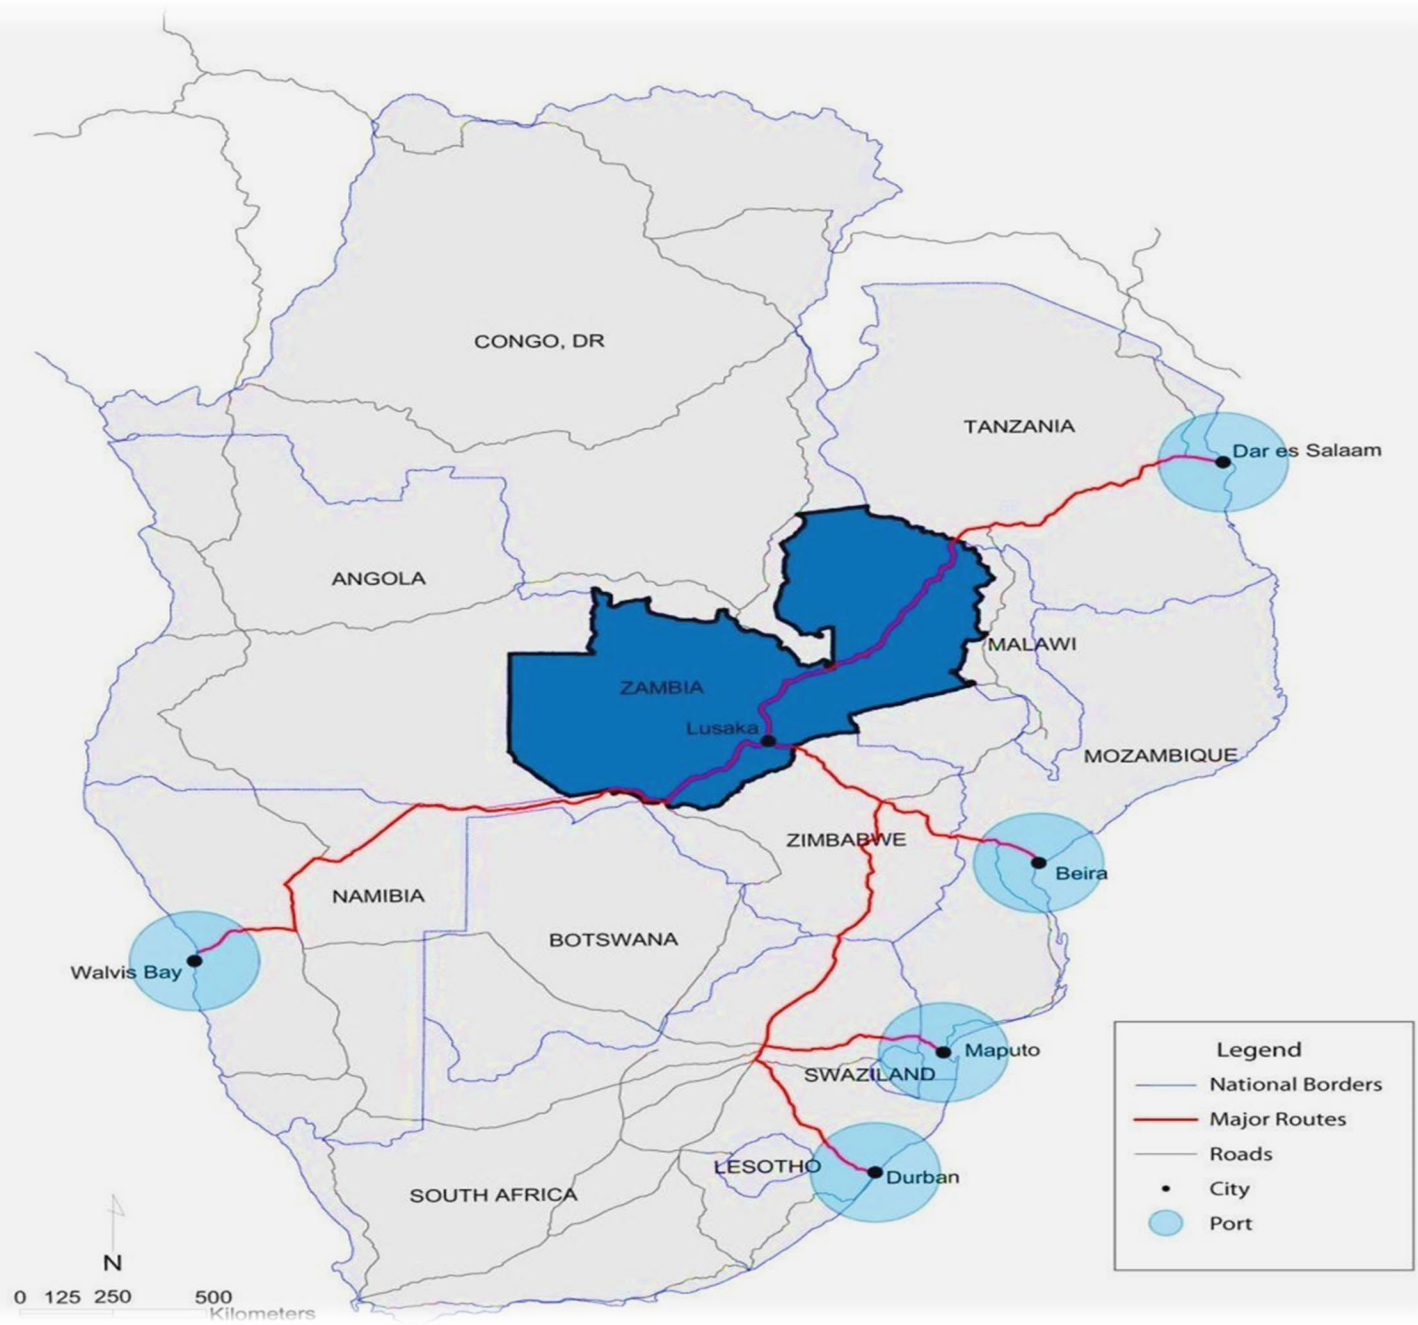 CONGO, DR
TANZANIA
Dar es Salaam
ANGOLA
MALAWI
ZAMBIA
Lusaka
MOZAMBIQUE
ZIMBABWE
Beira
NAMIBIA
BOTSWANA
Walvis Bay
Maputo
SWAZILAND
LESOTHO
Durban
SOUTH AFRICA
Legend
National Borders
Major Routes
Roads
City
Port
N
0 125 250 500
Kilometers